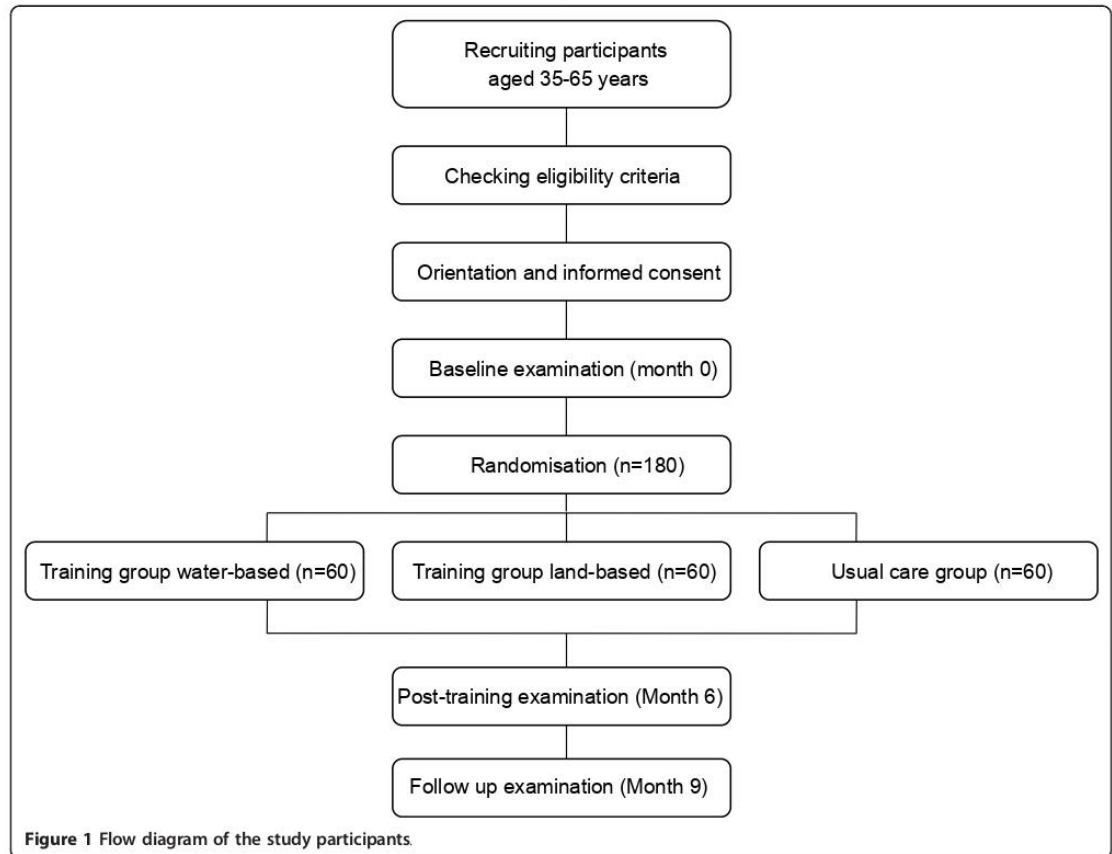 Recruiting participants
aged 35-65 years
Checking eligibility criteria
Orientation and informed consent
Baseline examination (month 0)
Randomisation (n=180)
Training group water-based (n=60)
Training group land-based (n=60)
Usual care group (n=60)
Post-training examination (Month 6)
Follow up examination (Month 9)
Figure 1 Flow diagram of the study participants.